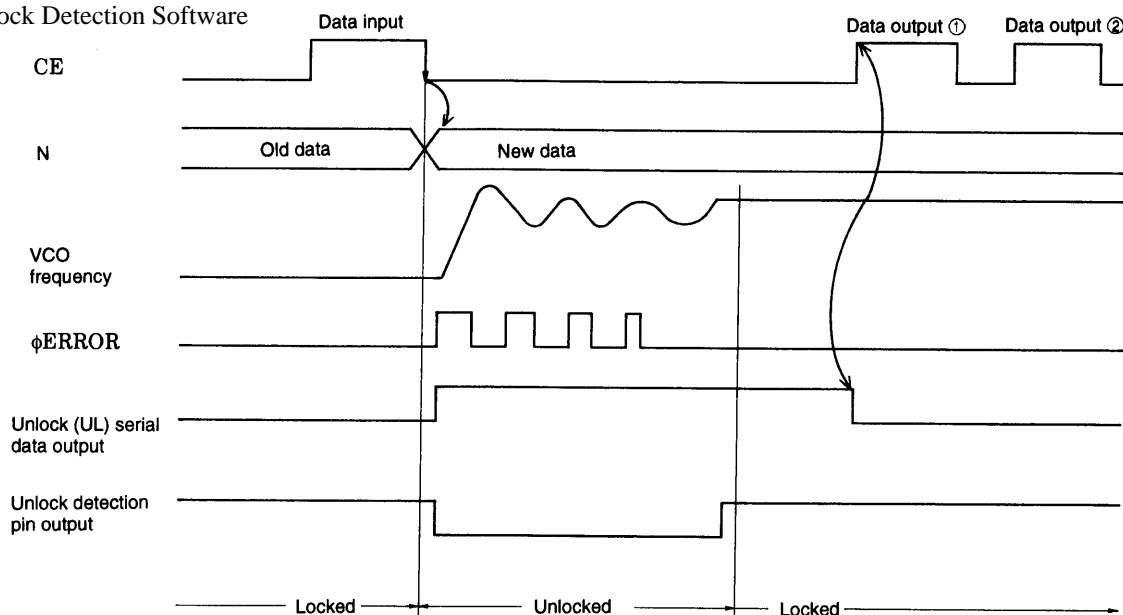 ock Detection Software
Data input
Data output ①
Data output ②
CE
N
Old data
New data
VCO
frequency
φERROR
Unlock (UL) serial
data output
Unlock detection
pin output
Locked
Unlocked
Locked